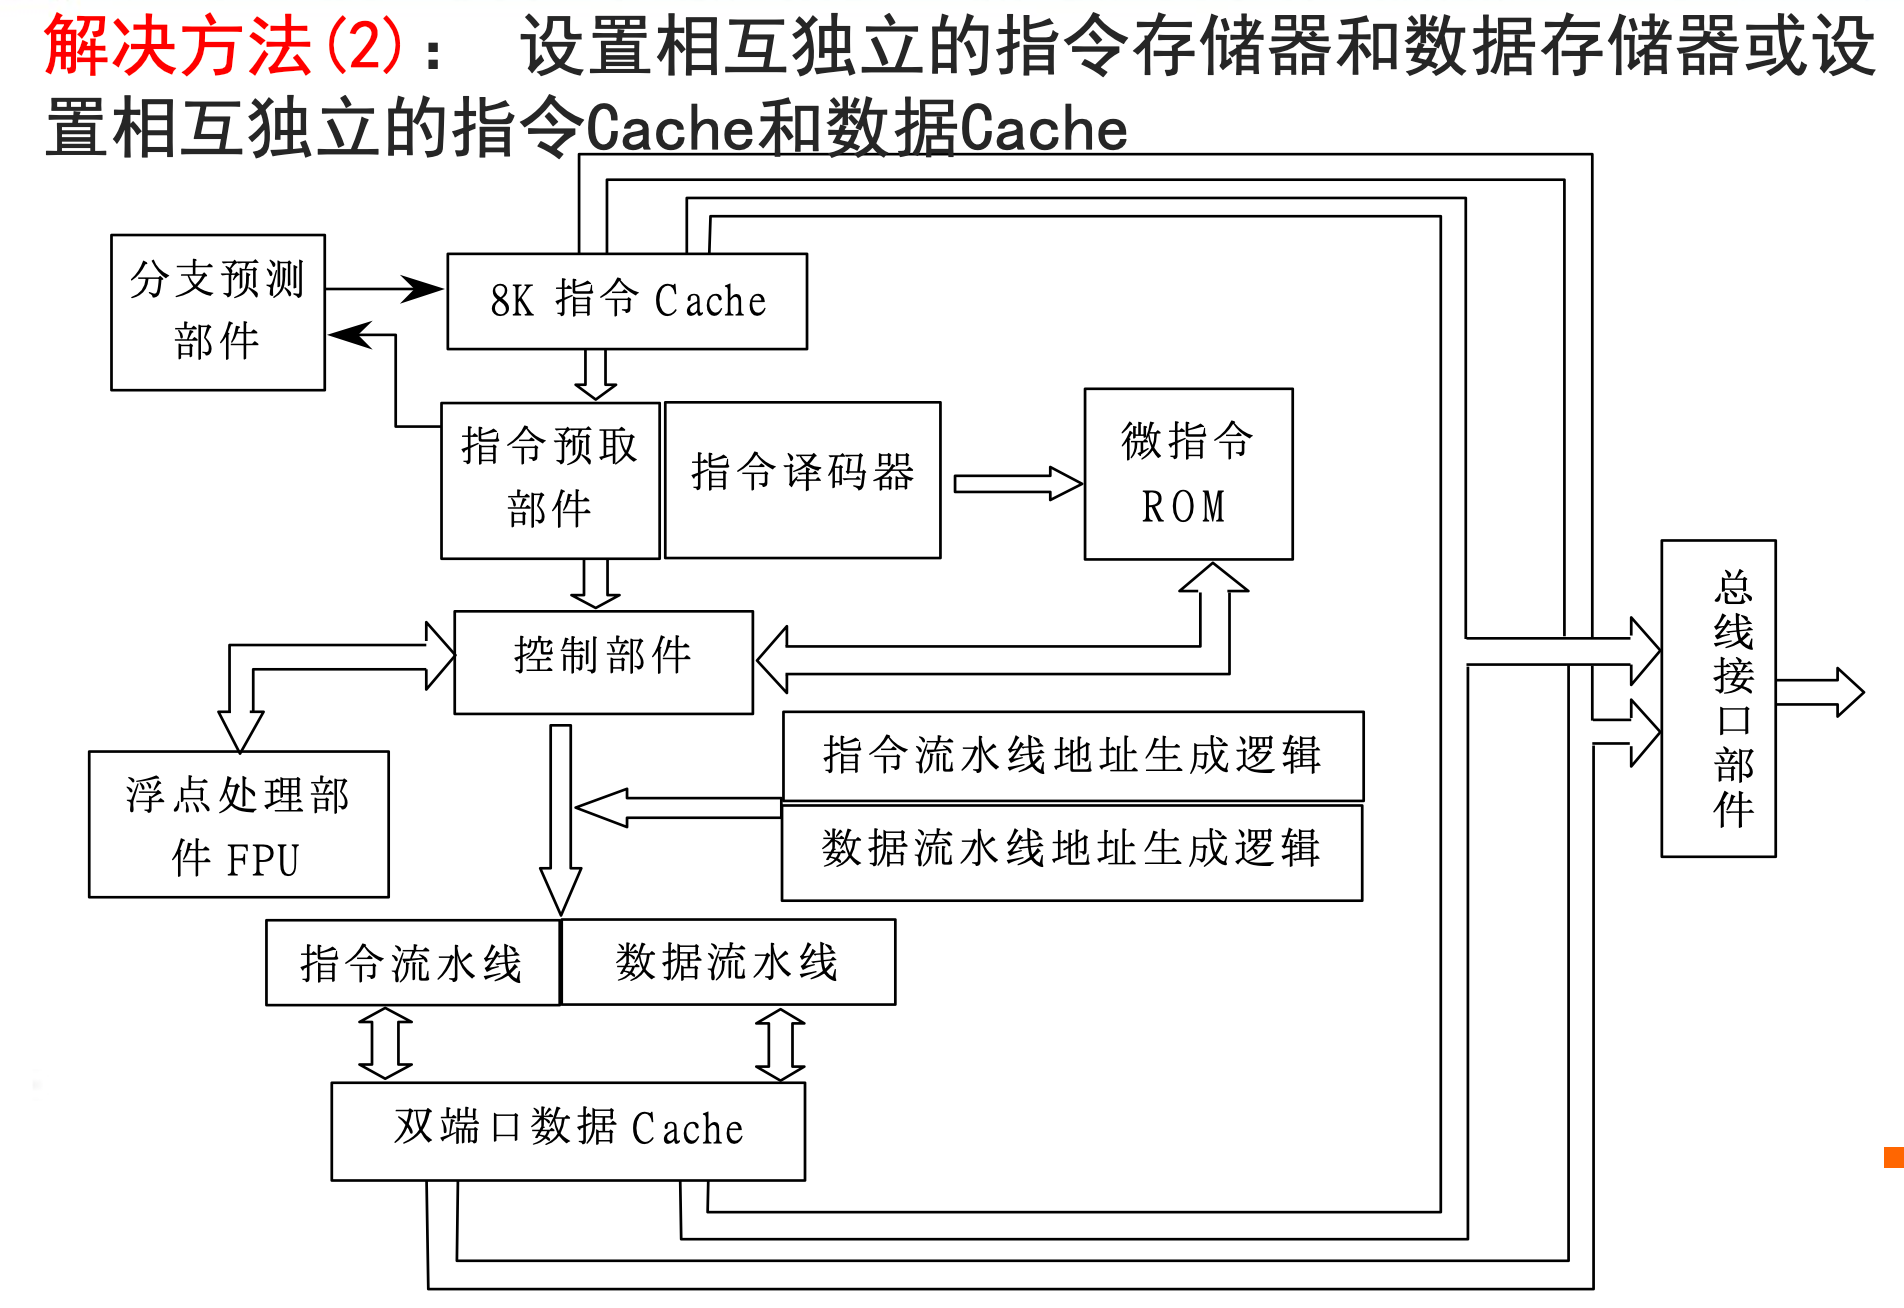 解决方法(2)： 设置相互独立的指令存储器和数据存储器或设
置相互独立的指令Cache和数据Cache
分支预测
部件
8K 指令 Cache
指令预取
部件
指令译码器
微指令
ROM
控制部件
浮点处理部
件 FPU
指令流水线地址生成逻辑
数据流水线地址生成逻辑
总线接口部件
指令流水线
数据流水线
双端口数据 Cache